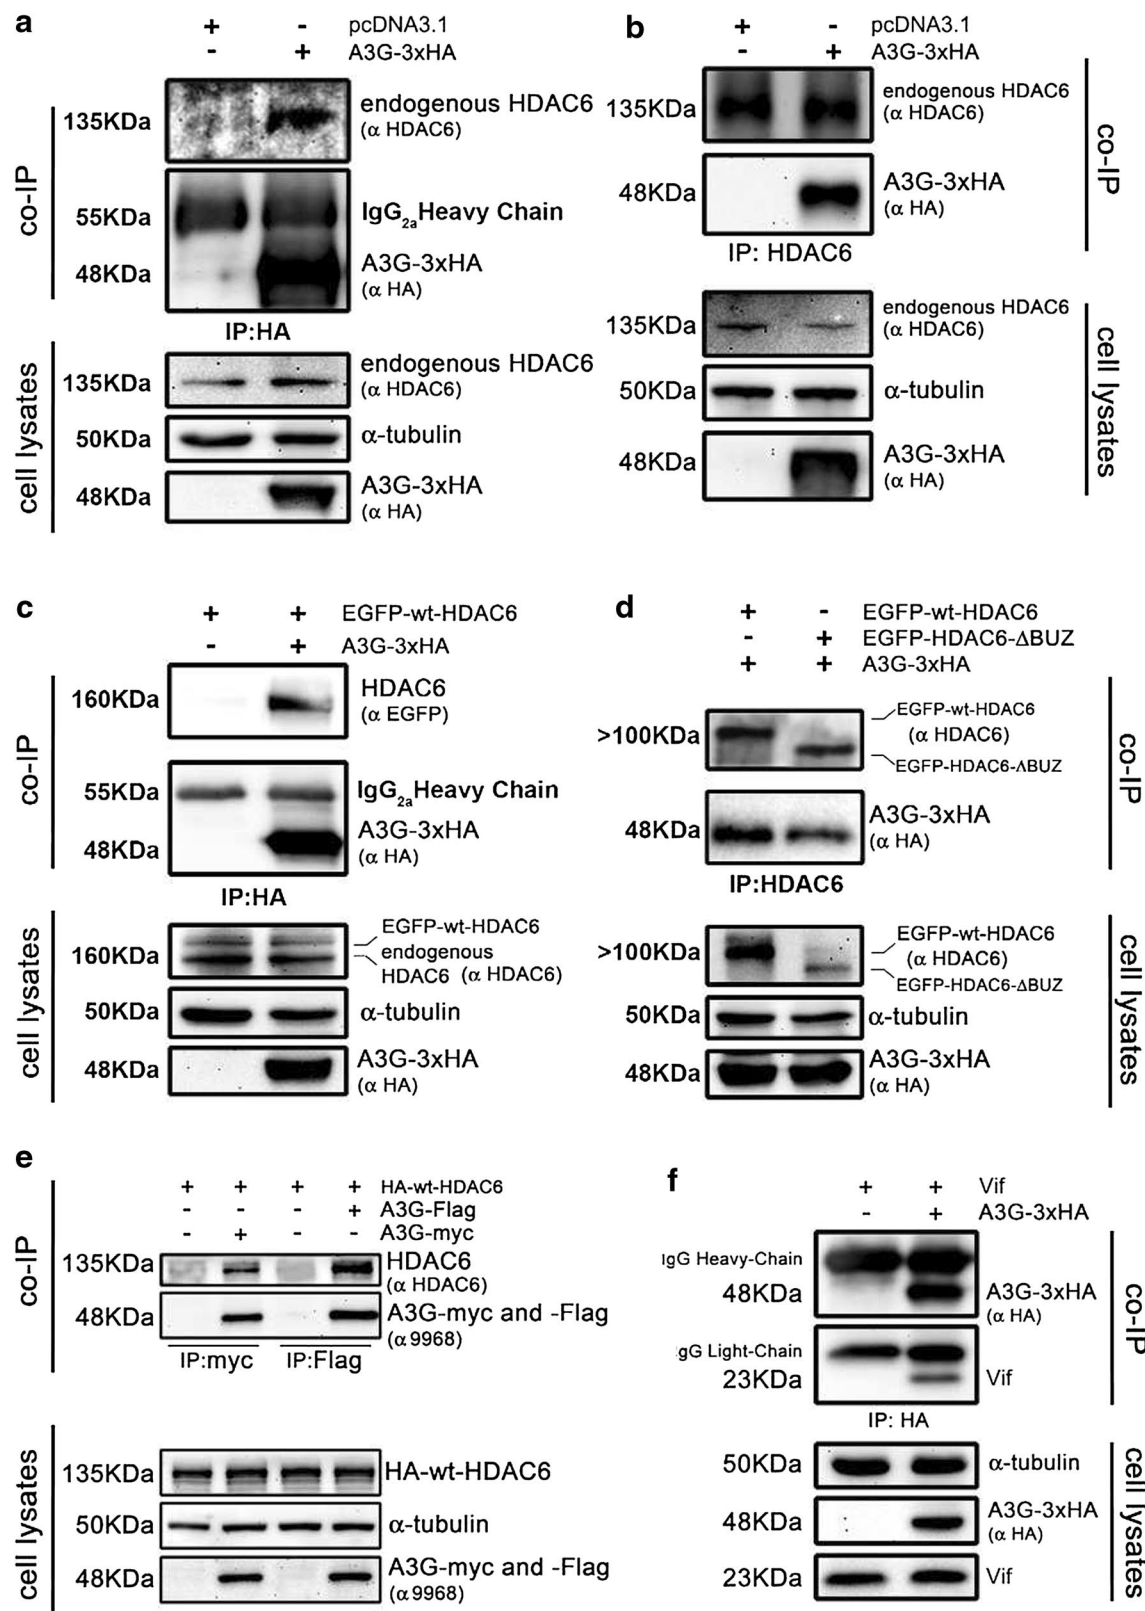 a
+ - pcDNA3.1
- + A3G-3xHA
co-IP
135KDa
endogenous HDAC6
(α HDAC6)
55KDa
IgG2aHeavy Chain
48KDa
A3G-3xHA
(α HA)
IP:HA
cell lysates
135KDa
endogenous HDAC6
(α HDAC6)
50KDa
α-tubulin
48KDa
A3G-3xHA
(α HA)
b
+ - pcDNA3.1
- + A3G-3xHA
135KDa
endogenous HDAC6
(α HDAC6)
48KDa
A3G-3xHA
(α HA)
IP: HDAC6
co-IP
135KDa
endogenous HDAC6
(α HDAC6)
50KDa
α-tubulin
48KDa
A3G-3xHA
(α HA)
cell lysates
c
+ + EGFP-wt-HDAC6
- + A3G-3xHA
co-IP
160KDa
HDAC6
(α EGFP)
55KDa
IgG2aHeavy Chain
48KDa
A3G-3xHA
(α HA)
IP:HA
cell lysates
160KDa
EGFP-wt-HDAC6
endogenous
HDAC6 (α HDAC6)
50KDa
α-tubulin
48KDa
A3G-3xHA
(α HA)
d
+ - EGFP-wt-HDAC6
- + EGFP-HDAC6-ΔBUZ
+ + A3G-3xHA
>100KDa
EGFP-wt-HDAC6
(α HDAC6)
EGFP-HDAC6-ΔBUZ
48KDa
A3G-3xHA
(α HA)
IP:HDAC6
co-IP
>100KDa
EGFP-wt-HDAC6
(α HDAC6)
EGFP-HDAC6-ΔBUZ
50KDa
α-tubulin
48KDa
A3G-3xHA
(α HA)
cell lysates
e
+ + + + HA-wt-HDAC6
- - - + A3G-Flag
- + - - A3G-myc
co-IP
135KDa
HDAC6
(α HDAC6)
48KDa
A3G-myc and -Flag
(α9968)
IP:myc IP:Flag
cell lysates
135KDa
HA-wt-HDAC6
50KDa
α-tubulin
48KDa
A3G-myc and -Flag
(α9968)
f
+ + Vif
- + A3G-3xHA
IgG Heavy-Chain
48KDa
A3G-3xHA
(α HA)
gG Light-Chain
23KDa
Vif
IP: HA
co-IP
50KDa
α-tubulin
48KDa
A3G-3xHA
(α HA)
23KDa
Vif
cell lysates